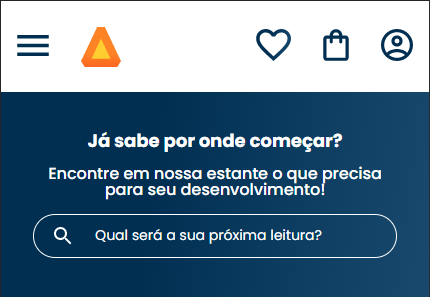 Já sabe por onde começar?
Encontre em nossa estante o que precisa
para seu desenvolvimento!
Qual será a sua próxima leitura?